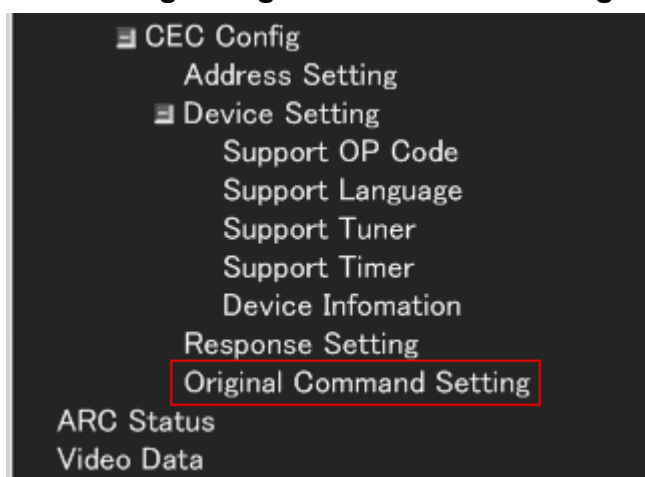 CEC Config
Address Setting
Device Setting
Support OP Code
Support Language
Support Tuner
Support Timer
Device Infomation
Response Setting
Original Command Setting
ARC Status
Video Data